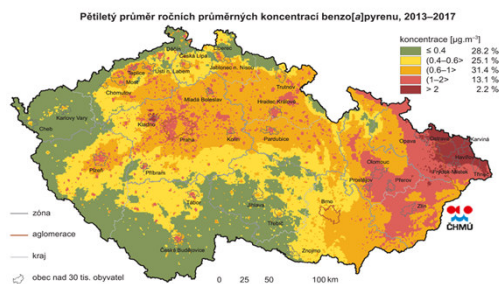 Pětiletý průměr ročních průměrných koncentrací benzo[a]pyrenu, 2013–2017
koncentrace [µg.m⁻³]
≤ 0.4 28.2 %
(0.4–0.6> 25.1 %
(0.6–1> 31.4 %
(1–2> 13.1 %
> 2 2.2 %
Děčín
Liberec
Česká Lípa
Teplice
Ústí n. Labem
Jablonec n. Nisou
Most
Chomutov
Trutnov
Mladá Boleslav
Karlovy Vary
Hradec Králové
Cheb
Kladno
Praha
Kolín
Pardubice
Opava
Karviná
Plzeň
Olomouc
Příbram
Prostějov
Přerov
Tábor
Jihlava
Brno
Zlín
Třebíč
České Budějovice
Znojmo
ČHMÚ
zóna
aglomerace
kraj
obec nad 30 tis. obyvatel
0 25 50 100 km